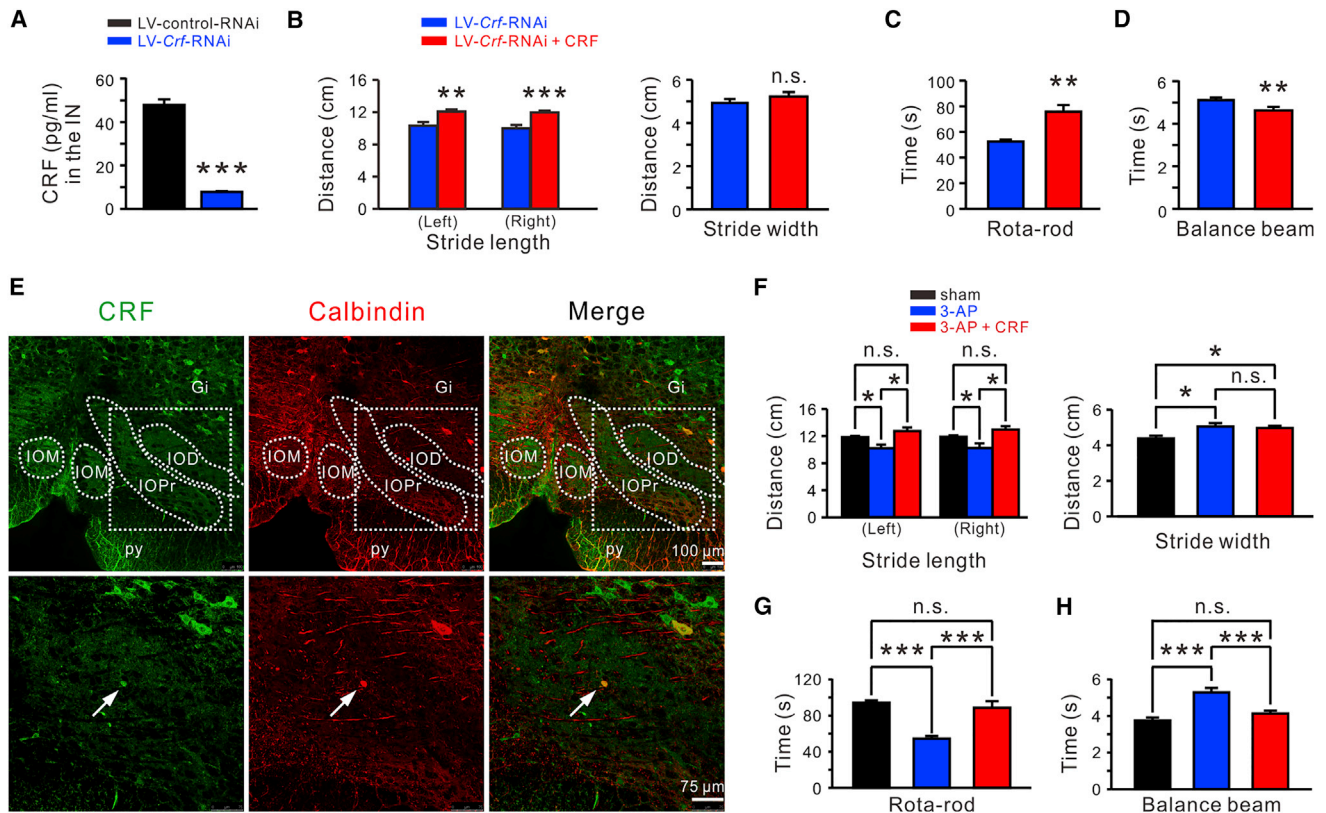 A
LV-control-RNAi
LV-Crf-RNAi
CRF (pg/ml)
in the IN
60
40
20
0
***
B
LV-Crf-RNAi
LV-Crf-RNAi + CRF
Distance (cm)
16
12
8
4
0
**
***
(Left)
(Right)
Stride length
Distance (cm)
6
4
2
0
n.s.
Stride width
C
Time (s)
100
80
60
40
20
0
**
Rota-rod
D
Time (s)
6
4
2
0
**
Balance beam
E
CRF
Calbindin
Merge
Gi
IOM
IOM
IOD
IOPr
py
Gi
IOM
IOM
IOD
IOPr
py
Gi
IOM
IOM
IOD
IOPr
py
100 µm
75 µm
F
sham
3-AP
3-AP + CRF
Distance (cm)
16
12
8
4
0
n.s.
*
*
n.s.
*
*
(Left)
(Right)
Stride length
Distance (cm)
6
4
2
0
*
*
n.s.
Stride width
G
Time (s)
120
80
40
0
n.s.
***
***
Rota-rod
H
Time (s)
6
4
2
0
n.s.
***
***
Balance beam